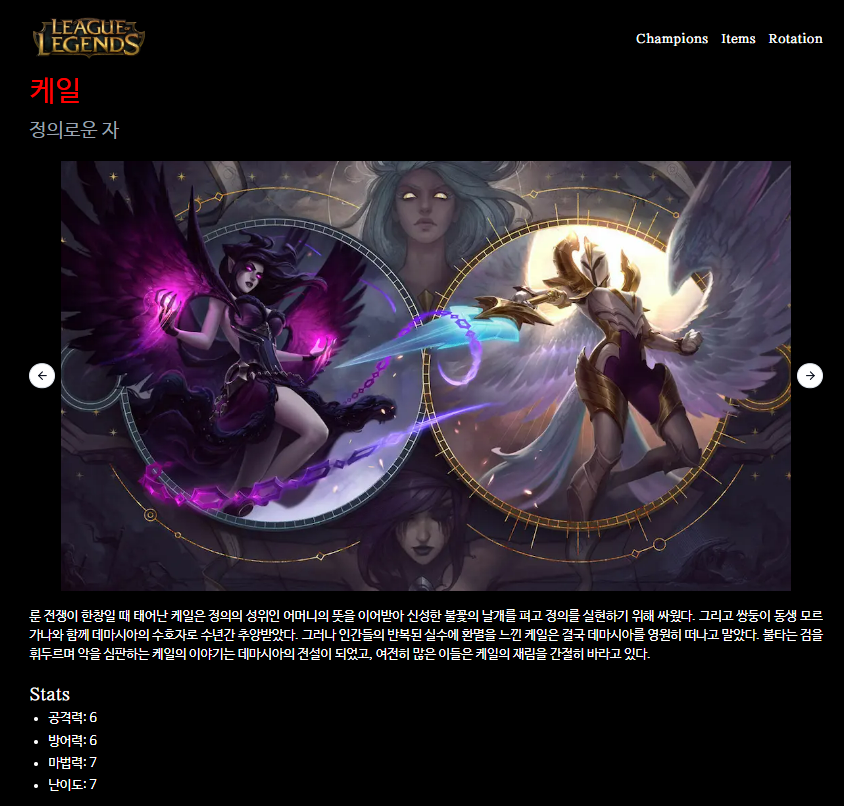 LEAGUE OF LEGENDS
Champions Items Rotation
케일
정의로운 자
룬 전쟁이 한창일 때 태어난 케일은 정의의 성위인 어머니의 뜻을 이어받아 신성한 불꽃의 날개를 펴고 정의를 실현하기 위해 싸웠다. 그리고 쌍둥이 동생 모르
가나와 함께 데마시아의 수호자로 수년간 추앙받았다. 그러나 인간들의 반복된 실수에 환멸을 느낀 케일은 결국 데마시아를 영원히 떠나고 말았다. 불타는 검을
휘두르며 악을 심판하는 케일의 이야기는 데마시아의 전설이 되었고, 여전히 많은 이들은 케일의 재림을 간절히 바라고 있다.
Stats
공격력: 6
방어력: 6
마법력: 7
난이도: 7